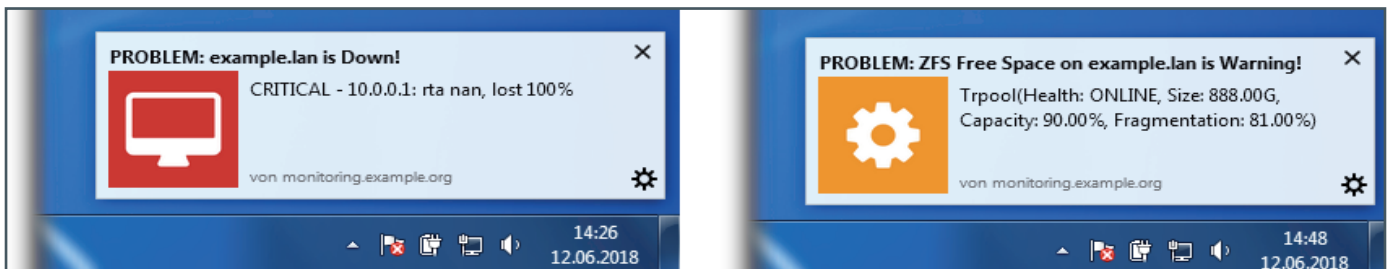 PROBLEM: example.lan is Down!
CRITICAL - 10.0.0.1: rta nan, lost 100%
von monitoring.example.org
14:26
12.06.2018
PROBLEM: ZFS Free Space on example.lan is Warning!
Trpool(Health: ONLINE, Size: 888.00G,
Capacity: 90.00%, Fragmentation: 81.00%)
von monitoring.example.org
14:48
12.06.2018